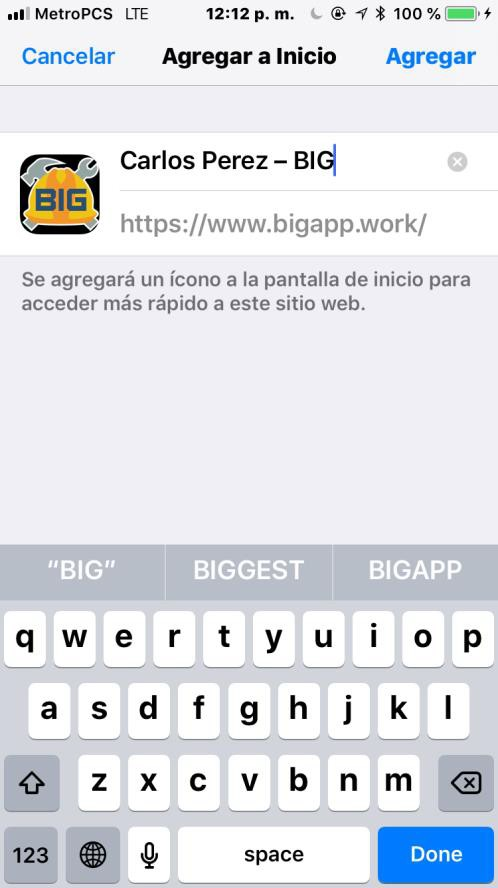 MetroPCS LTE 12:12 p. m. 100 %
Cancelar Agregar a Inicio Agregar
BIG
Carlos Perez – BIG
https://www.bigapp.work/
Se agregará un ícono a la pantalla de inicio para
acceder más rápido a este sitio web.
“BIG” BIGGEST BIGAPP
q w e r t y u i o p
a s d f g h j k l
z x c v b n m
123 space Done